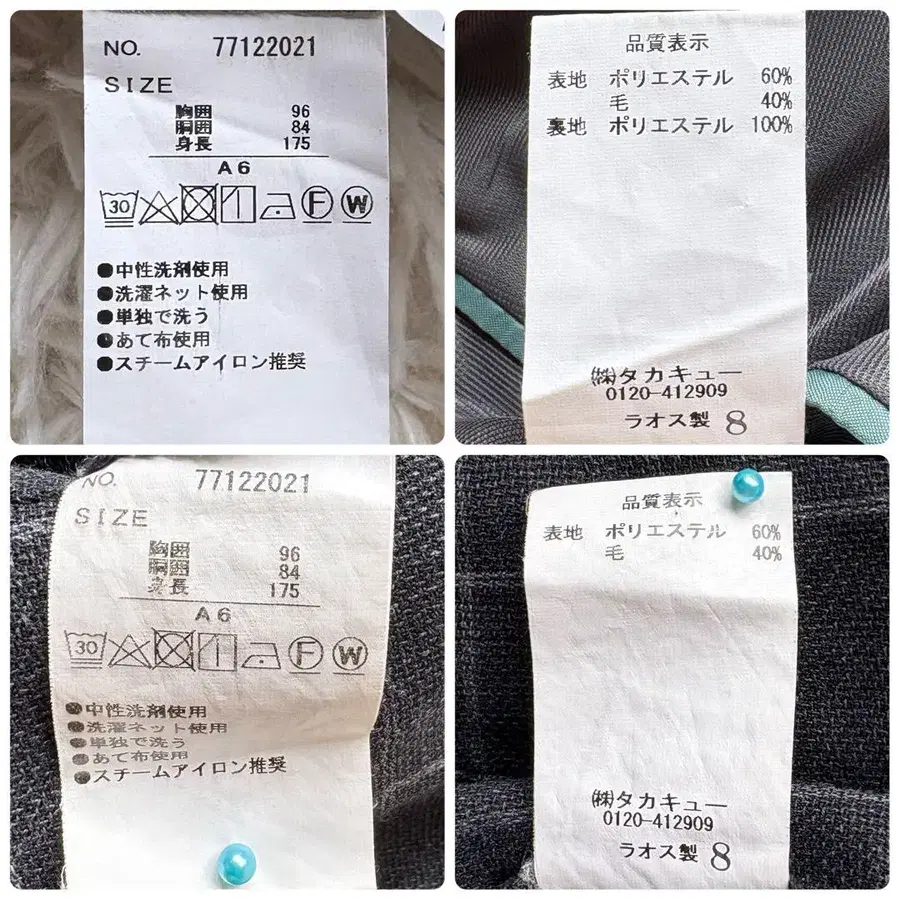 NO. 77122021
SIZE
胸囲 96
胴囲 84
身長 175
A6
30 F W
●中性洗剤使用
●洗濯ネット使用
●単独で洗う
●あて布使用
●スチームアイロン推奨
品質表示
表地 ポリエステル 60%
毛 40%
裏地 ポリエステル 100%
㈱タカキュー
0120-412909
ラオス製 8
NO. 77122021
SIZE
胸囲 96
胴囲 84
身長 175
A6
30 F W
●中性洗剤使用
●洗濯ネット使用
●単独で洗う
●あて布使用
●スチームアイロン推奨
品質表示
表地 ポリエステル 60%
毛 40%
㈱タカキュー
0120-412909
ラオス製 8